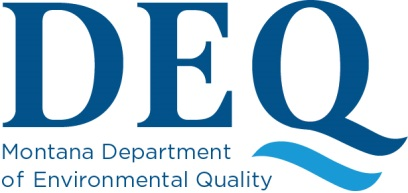 DEQ
Montana Department
of Environmental Quality